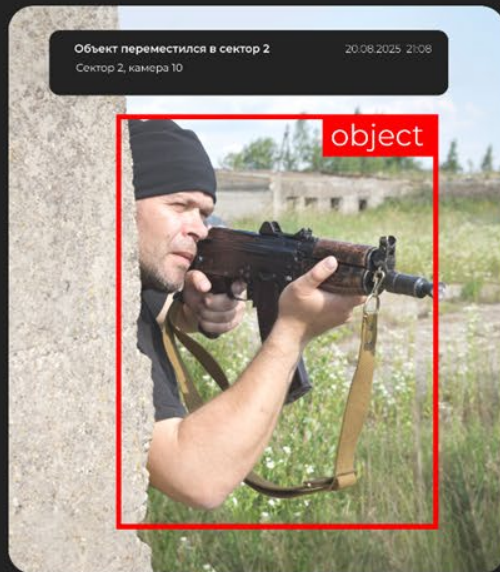 Объект переместился в сектор 2
20.08.2025 21:08
Сектор 2, камера 10
object